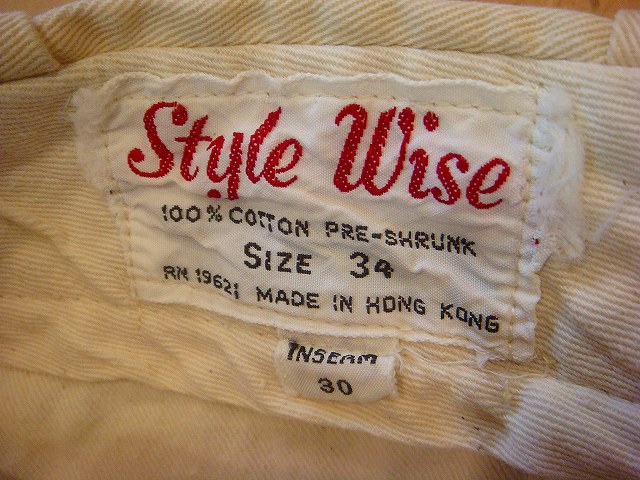 Style Wise
100% COTTON PRE-SHRUNK
SIZE 34
RN 19621 MADE IN HONG KONG
INSEAM
30